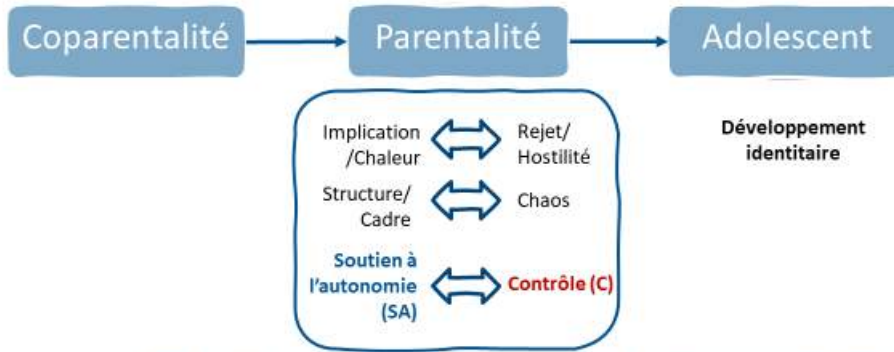 Coparentalité
Parentalité
Adolescent
Implication
/Chaleur
Rejet/
Hostilité
Développement
identitaire
Structure/
Cadre
Chaos
Soutien à
l'autonomie
(SA)
Contrôle (C)